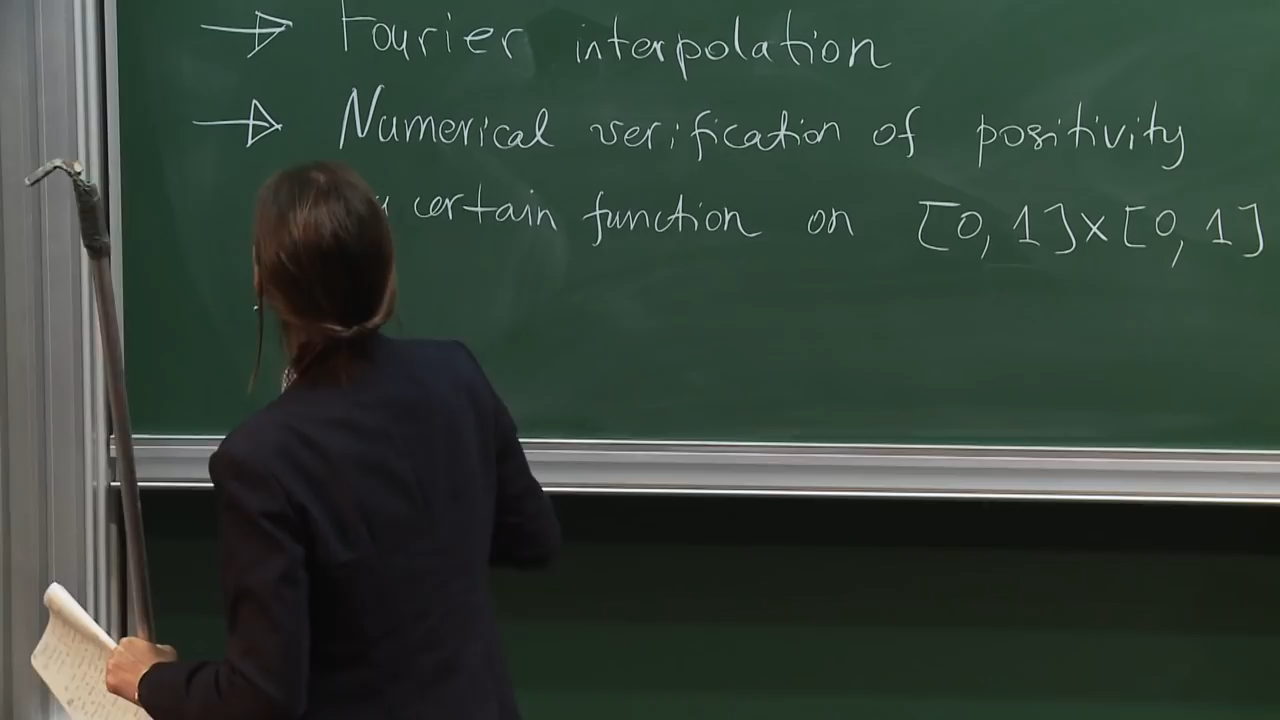 → Fourier interpolation
→ Numerical verification of positivity
certain function on [0, 1]×[0, 1]